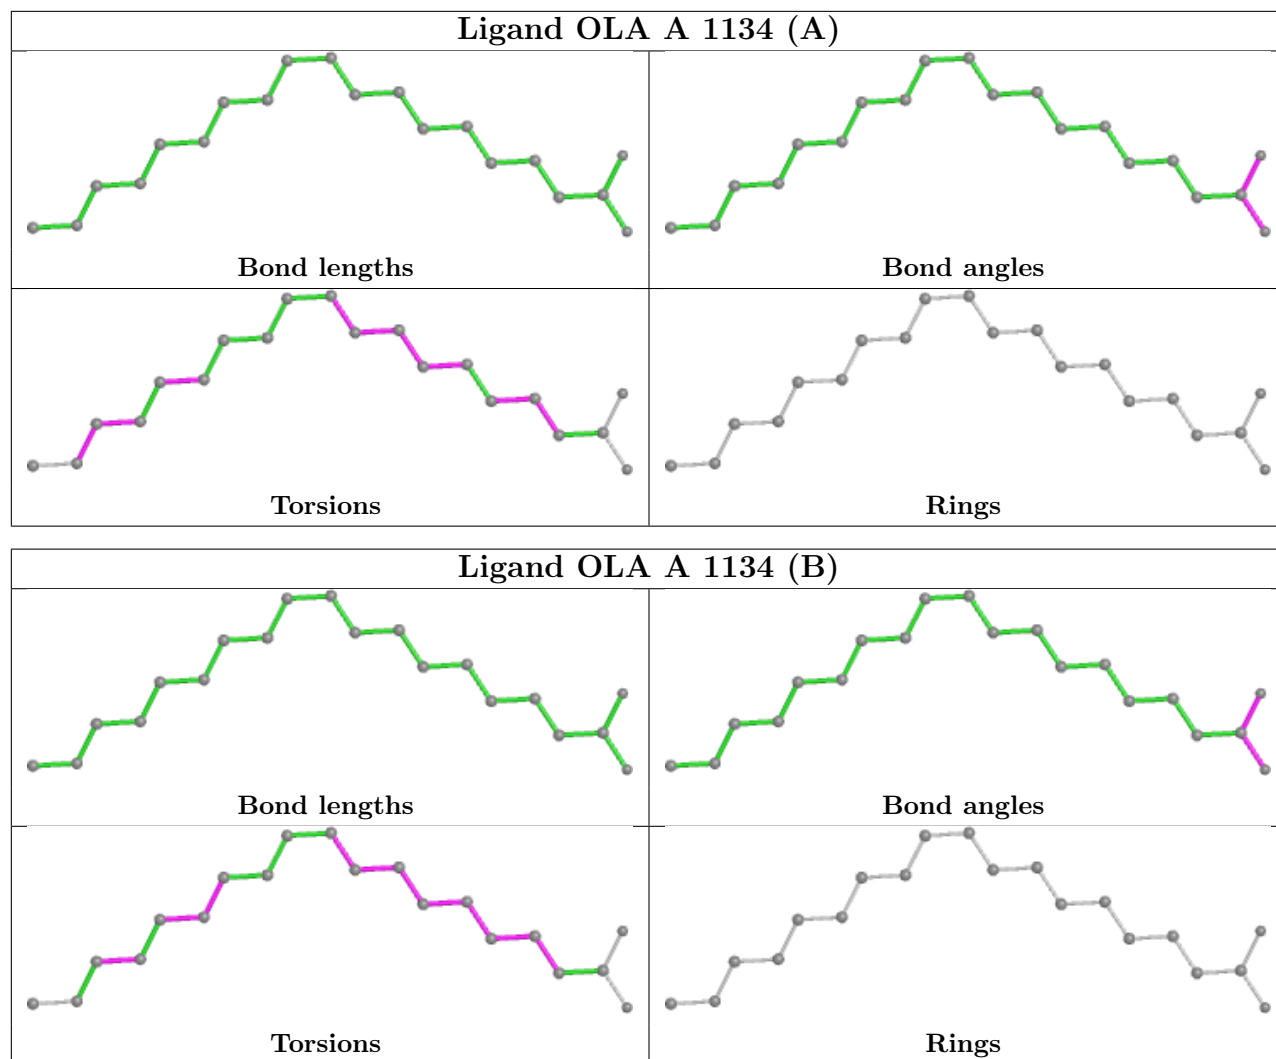 Ligand OLA A 1134 (A)
Bond lengths
Bond angles
Torsions
Rings
Ligand OLA A 1134 (B)
Bond lengths
Bond angles
Torsions
Rings